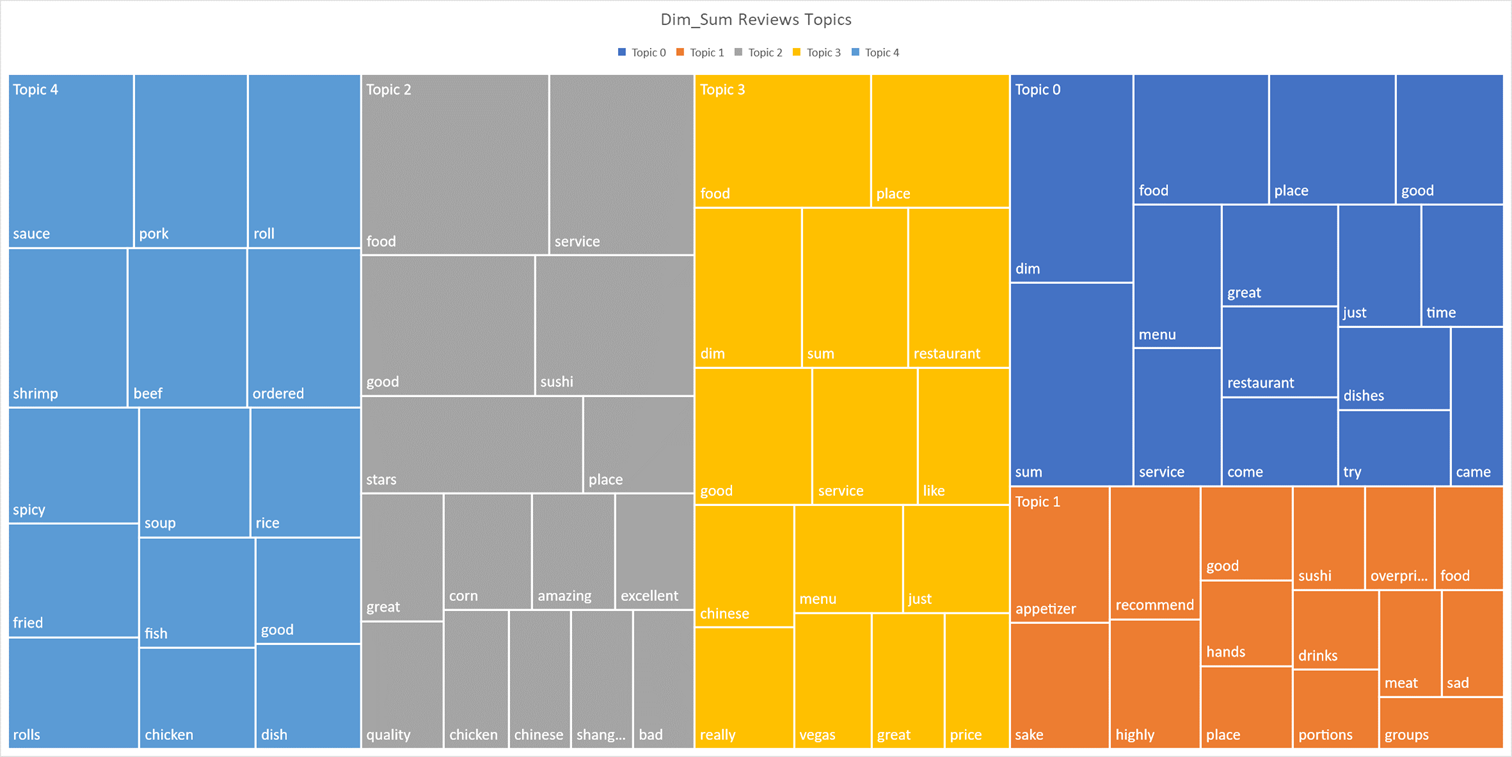 Dim_Sum Reviews Topics
Topic 0 Topic 1 Topic 2 Topic 3 Topic 4
Topic 4
sauce
pork
roll
shrimp
beef
ordered
spicy
soup
rice
fried
fish
good
rolls
chicken
dish
Topic 2
food
service
good
sushi
stars
place
great
corn
amazing
excellent
quality
chicken
chinese
shang...
bad
Topic 3
food
place
dim
sum
restaurant
good
service
like
chinese
menu
just
really
vegas
great
price
Topic 0
dim
food
place
good
sum
menu
great
just
time
restaurant
dishes
service
come
try
came
Topic 1
appetizer
recommend
good
sushi
overpri...
food
hands
drinks
meat
sad
sake
highly
place
portions
groups